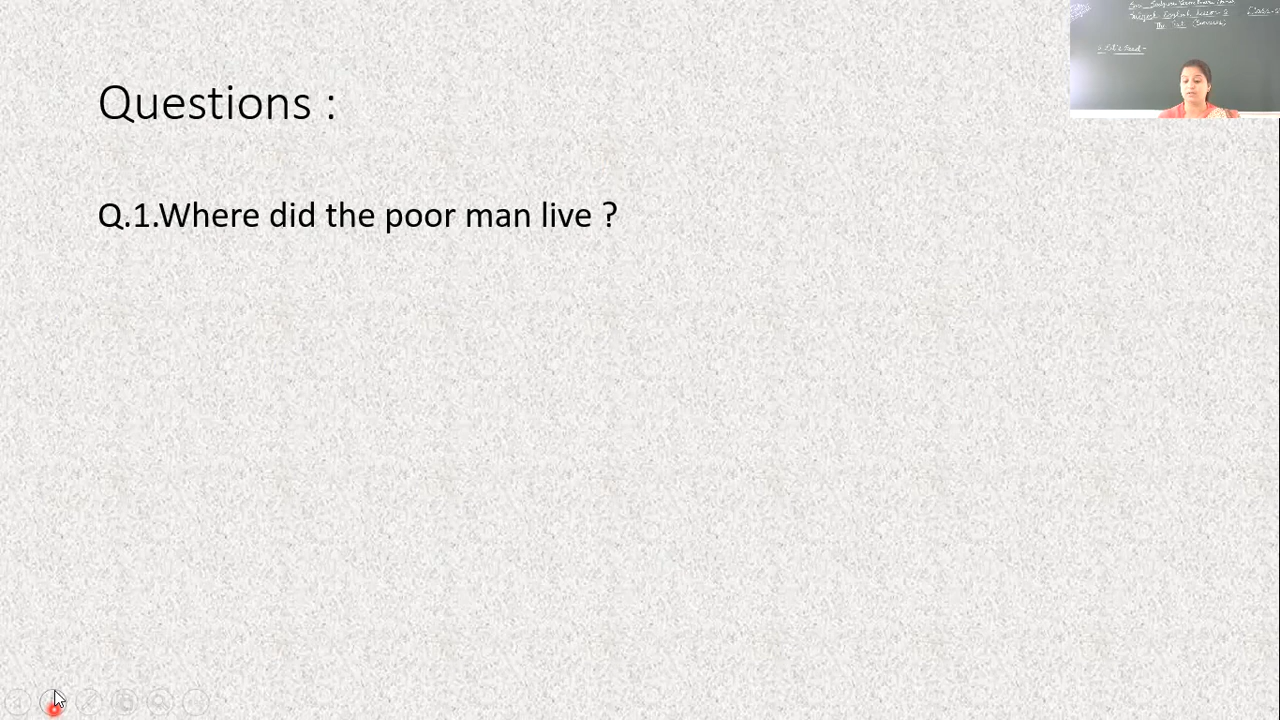 Questions :
Q.1.Where did the poor man live ?